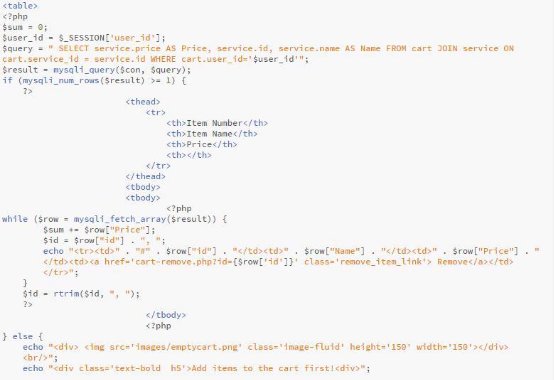 <table>
<?php
$sum = 0;
$user_id = $_SESSION['user_id'];
$query = " SELECT service.price AS Price, service.id, service.name AS Name FROM cart JOIN service ON
cart.service_id = service.id WHERE cart.user_id='$user_id'";
$result = mysqli_query($con, $query);
if (mysqli_num_rows($result) >= 1) {
?>
<thead>
<tr>
<th>Item Number</th>
<th>Item Name</th>
<th>Price</th>
<th></th>
</tr>
</thead>
<tbody>
<tbody>
<?php
while ($row = mysqli_fetch_array($result)) {
$sum += $row["Price"];
$id = $row["id"] . ", ";
echo "<tr><td>" . "#" . $row["id"] . "</td><td>" . $row["Name"] . "</td><td>" . $row["Price"] . "
</td><td><a href='cart-remove.php?id={$row['id']}' class='remove_item_link'> Remove</a></td>
</tr>";
}
$id = rtrim($id, ", ");
?>
</tbody>
<?php
} else {
echo "<div> <img src='images/emptycart.png' class='image-fluid' height='150' width='150'></div>
<br/>";
echo "<div class='text-bold  h5'>Add items to the cart first!<div>";